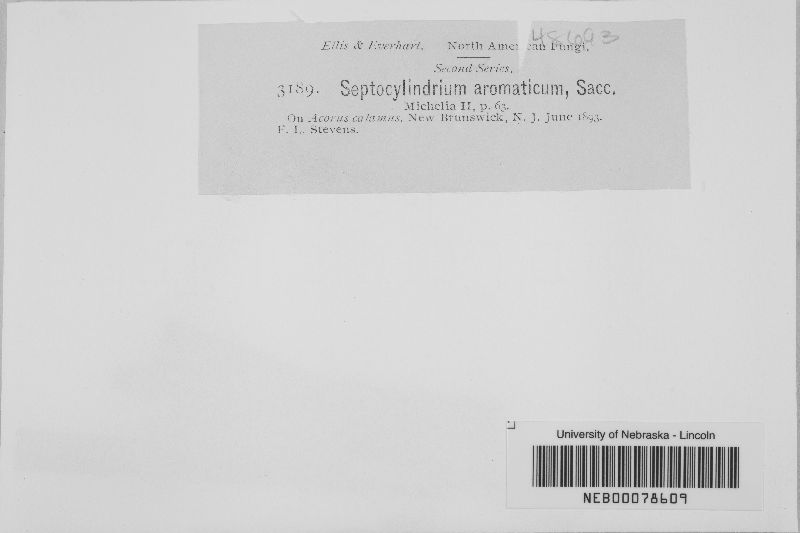 48693
Ellis & Everhart, North American Fungi,
Second Series.
3189. Septocylindrium aromaticum, Sacc.
Michelia II, p. 63.
On Acorus calamus, New Brunswick, N. J. June 1893.
F. L. Stevens.
University of Nebraska - Lincoln
NEB00078609